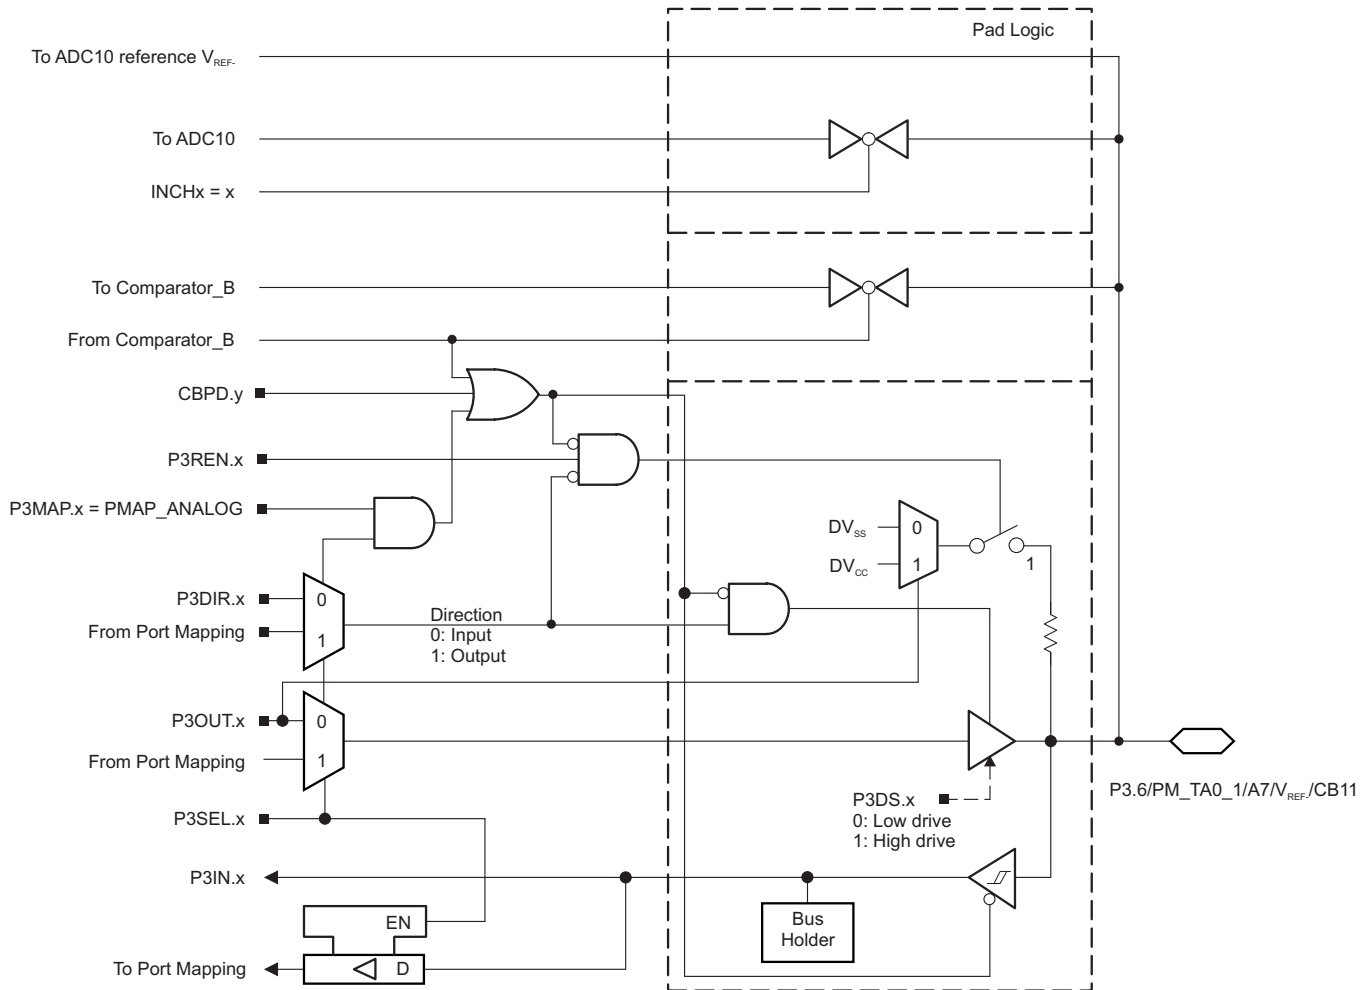 Pad Logic
To ADC10 reference VREF-
To ADC10
INCHx = x
To Comparator_B
From Comparator_B
CBPD.y
P3REN.x
P3MAP.x = PMAP_ANALOG
DVSS
0
DVCC
1
1
P3DIR.x
0
From Port Mapping
1
Direction
0: Input
1: Output
P3OUT.x
0
From Port Mapping
1
P3DS.x
0: Low drive
1: High drive
P3.6/PM_TA0_1/A7/VREF-/CB11
P3SEL.x
P3IN.x
EN
Bus
Holder
To Port Mapping
D